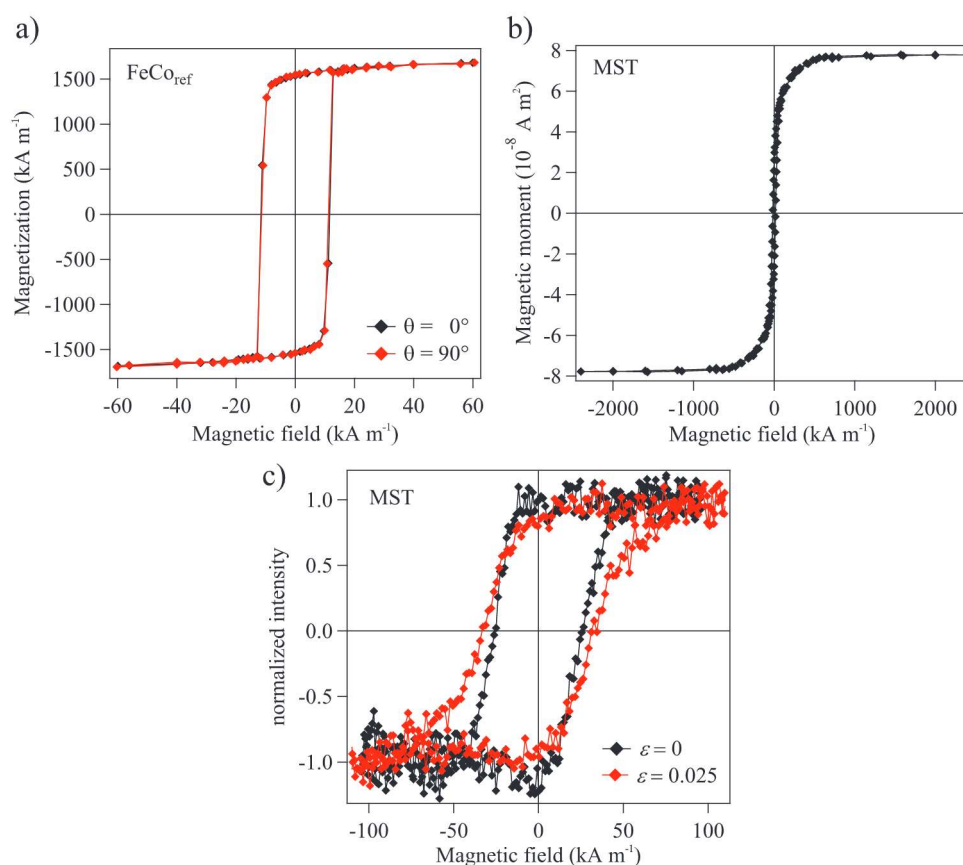 a)
FeCo_ref
1500
1000
500
0
-500
-1000
-1500
Magnetization (kA m⁻¹)
θ = 0°
θ = 90°
-60 -40 -20 0 20 40 60
Magnetic field (kA m⁻¹)
b)
MST
8
6
4
2
0
-2
-4
-6
-8
Magnetic moment (10⁻⁸ A m²)
-2000 -1000 0 1000 2000
Magnetic field (kA m⁻¹)
c)
MST
1.0
0.5
0.0
-0.5
-1.0
normalized intensity
ε = 0
ε = 0.025
-100 -50 0 50 100
Magnetic field (kA m⁻¹)